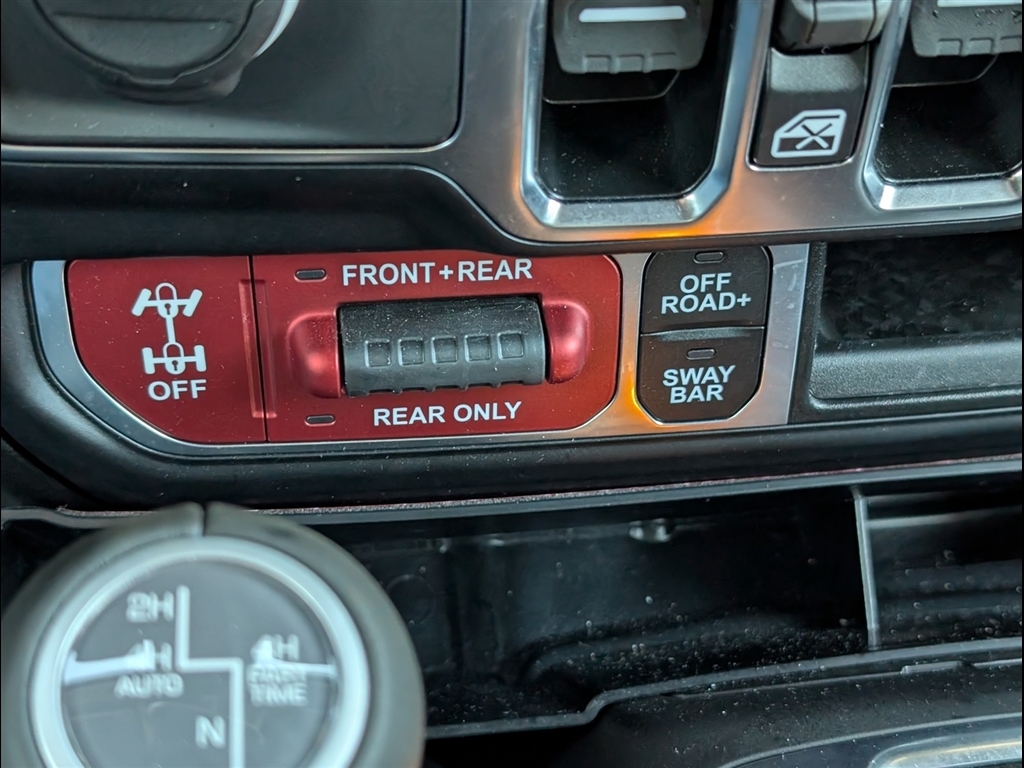 FRONT+REAR
OFF
REAR ONLY
OFF
ROAD+
SWAY
BAR
2H
4H
AUTO
4H
PART
TIME
N